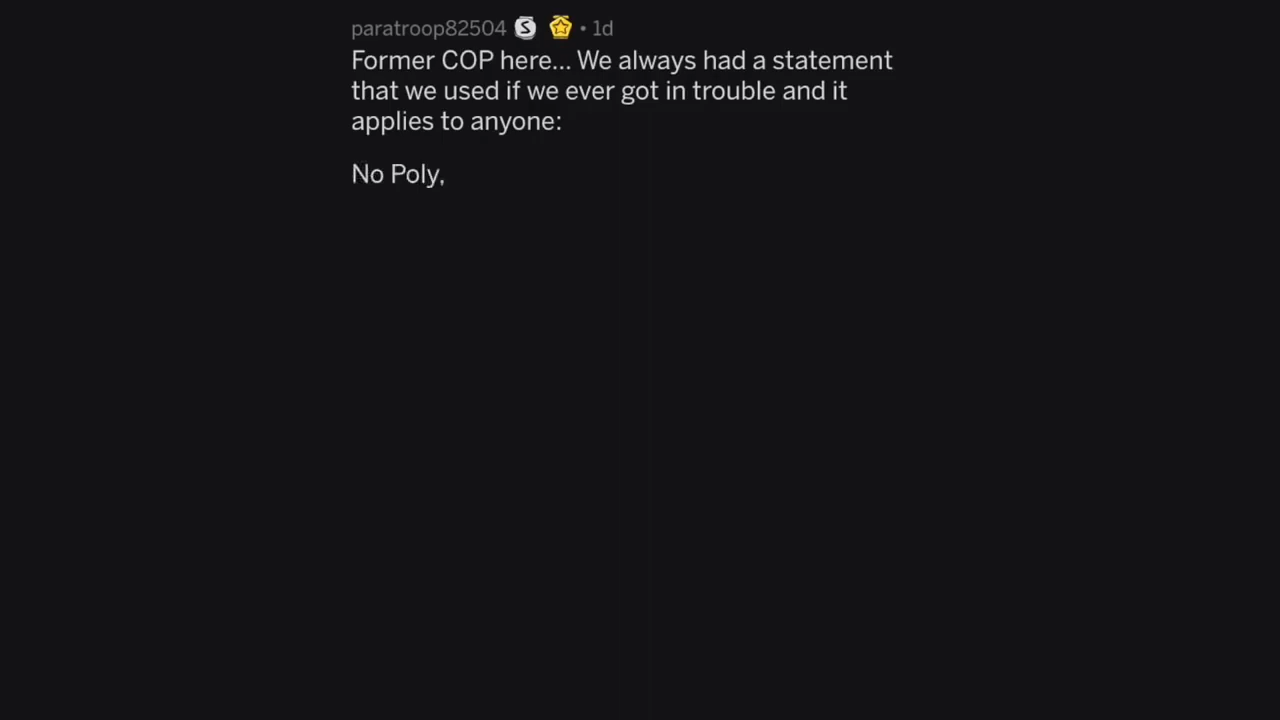 paratroop82504 S • 1d
Former COP here... We always had a statement
that we used if we ever got in trouble and it
applies to anyone:
No Poly,